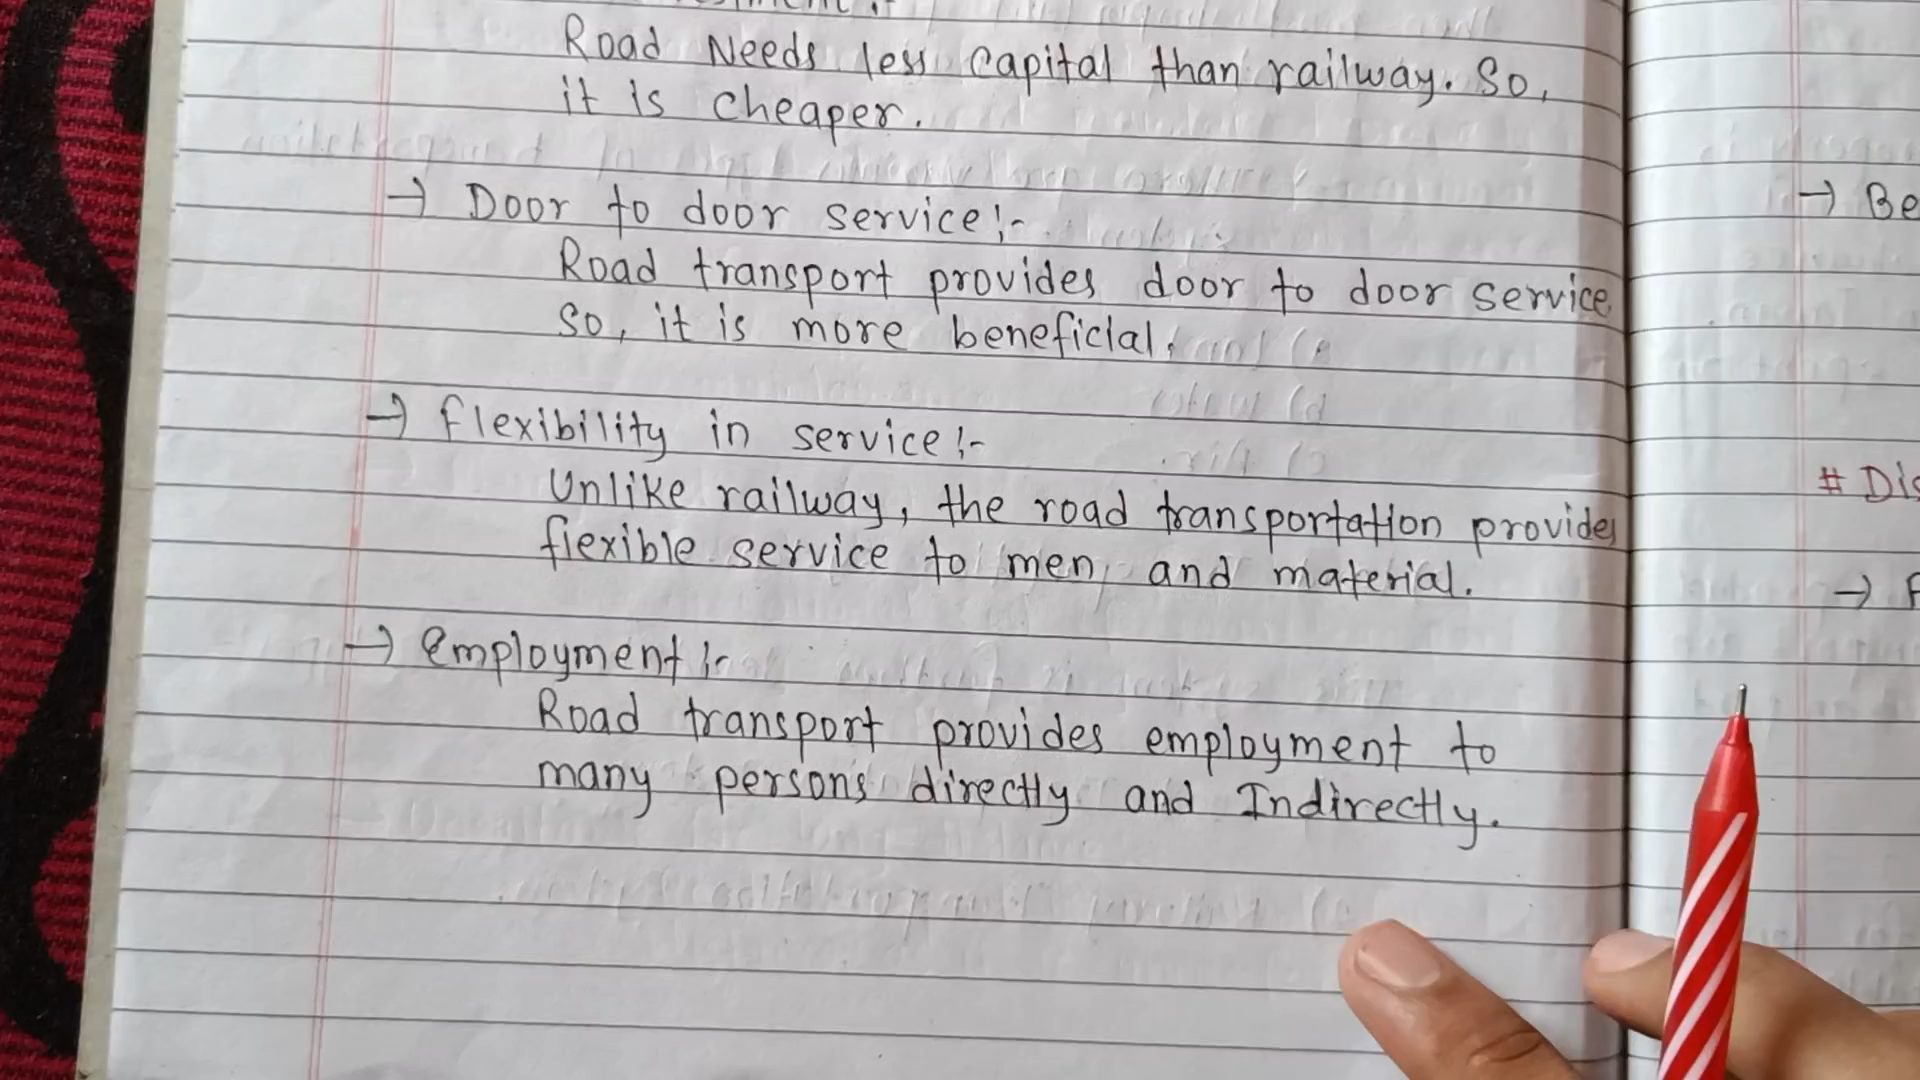 Road Needs less capital than railway. So,
it is cheaper.
→ Door to door service:-
Road transport provides door to door service
so, it is more beneficial.
→ flexibility in service:-
Unlike railway, the road transportation provides
flexible service to men and material.
→ employment:-
Road transport provides employment to
many persons directly and Indirectly.
→ Be
# Dis
→